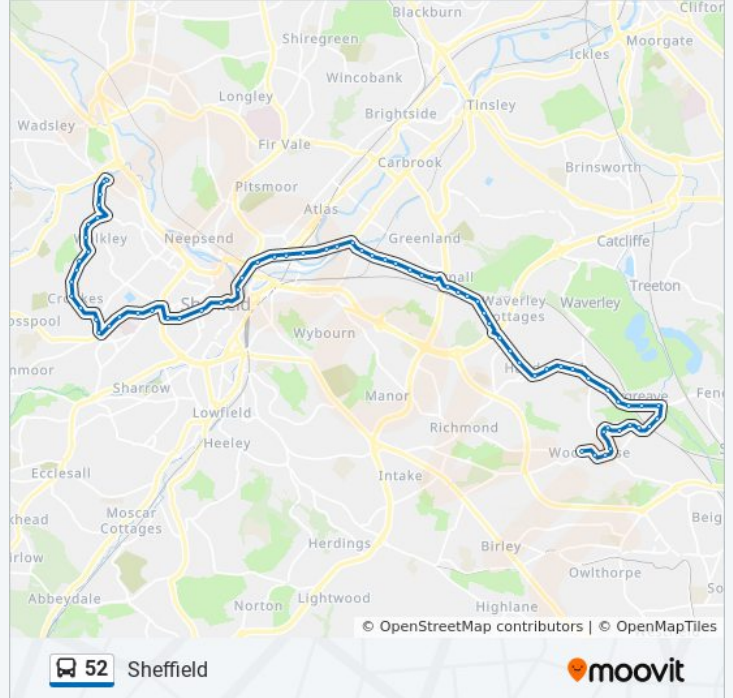 Blackburn
Clifton
Shiregreen
Moorgate
Ickles
Wincobank
Longley
Tinsley
Brightside
Wadsley
Fir Vale
Carbrook
Brinsworth
Pitsmoor
Atlas
Neepsend
Greenland
Catcliffe
Treeton
Waverley
Cottages
Waverley
Wybourn
Sharrow
Manor
Lowfield
Richmond
Heeley
Intake
Ecclesall
Moscar
Cottages
Beig
Herdings
Birley
Owlthorpe
Abbeydale
Norton
Lightwood
Highlane
© OpenStreetMap contributors | © OpenMapTiles
52 Sheffield
moovit